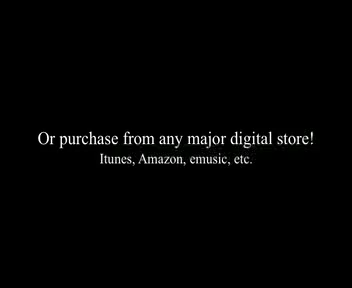 Or purchase from any major digital store!
Itunes, Amazon, emusic, etc.